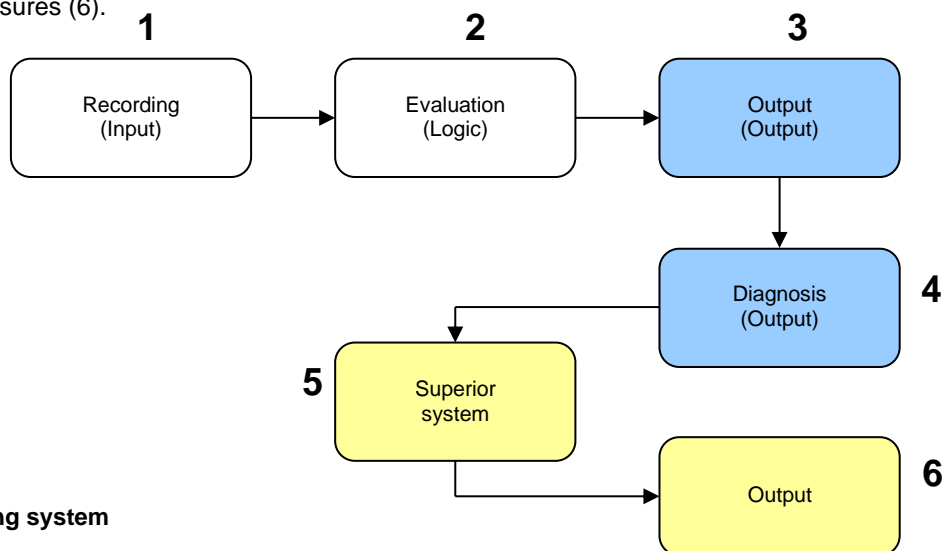 sures (6).
1
2
3
Recording
(Input)
Evaluation
(Logic)
Output
(Output)
Diagnosis
(Output)
4
5
Superior
system
6
Output
ng system